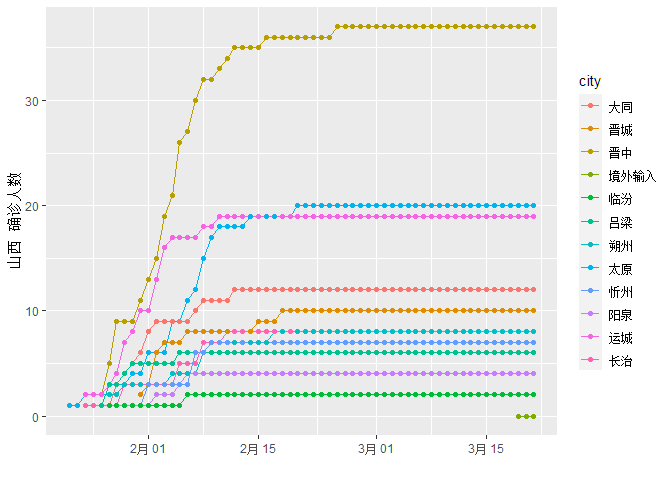 山西 确诊人数
30
20
10
0
2月 01
2月 15
3月 01
3月 15
city
大同
晋城
晋中
境外输入
临汾
吕梁
朔州
太原
忻州
阳泉
运城
长治